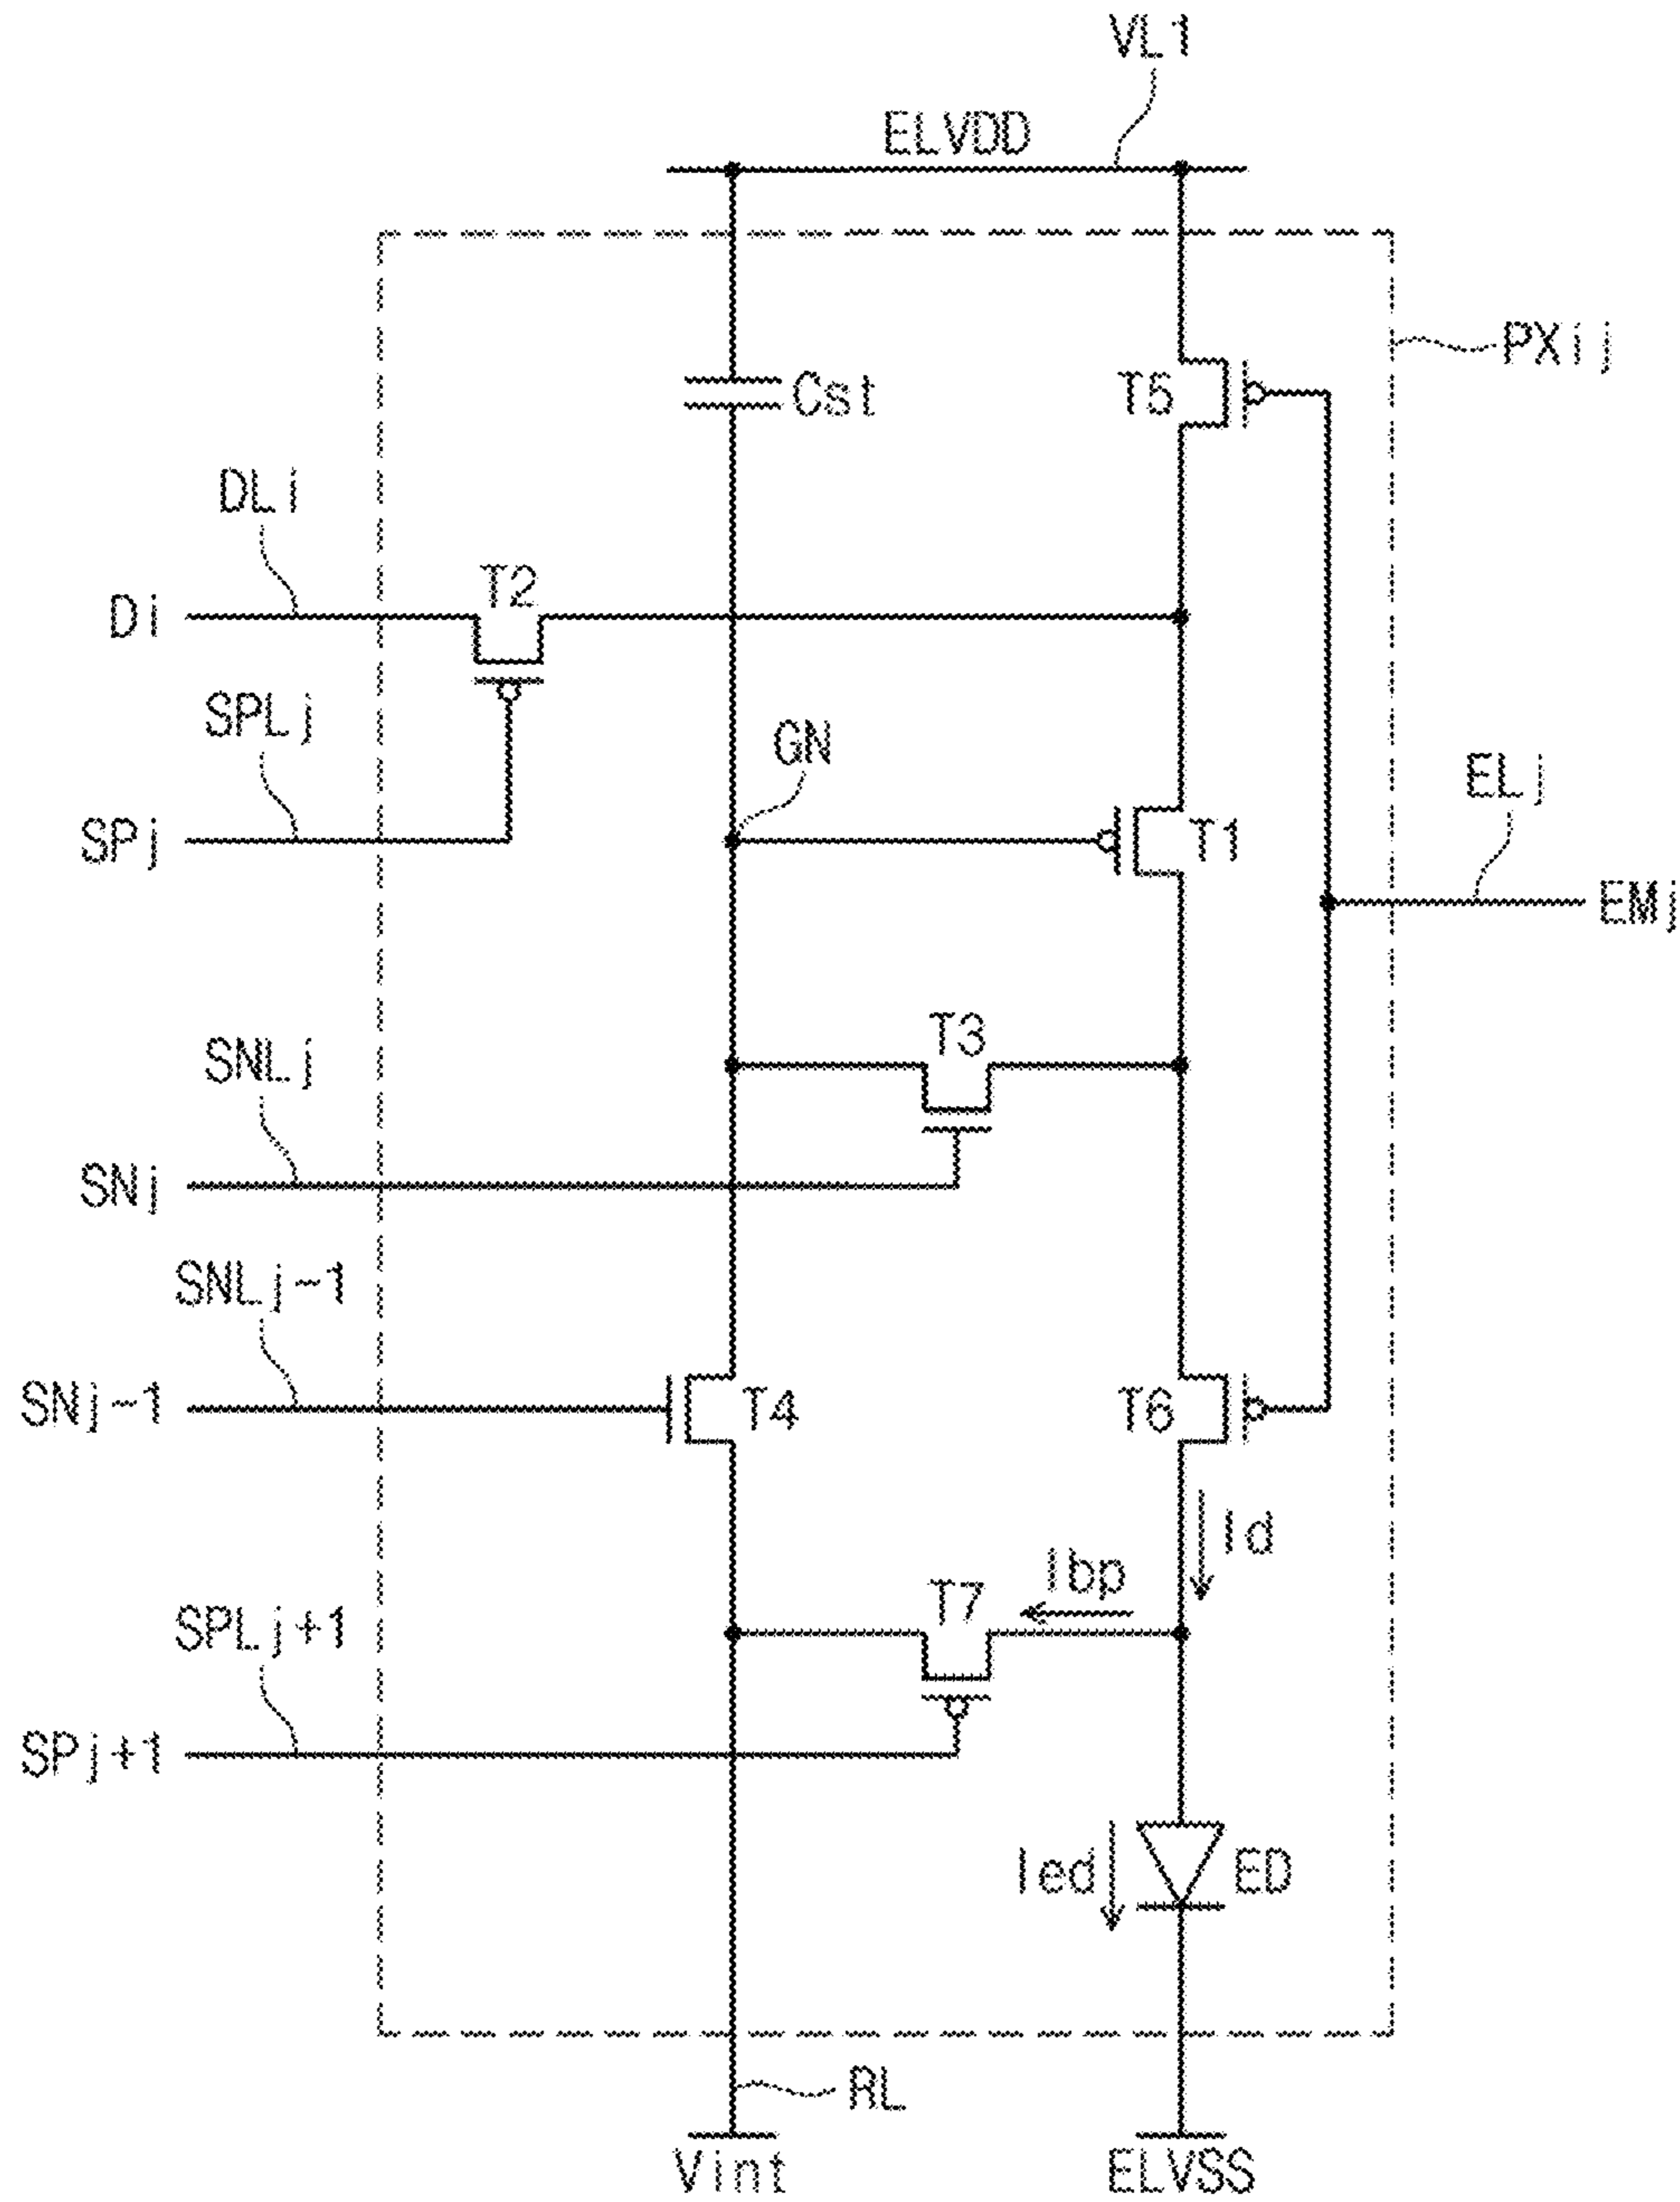 VL1
ELVDD
PXij
Cst
T5
DLi
T2
Di
SPLj
GN
ELj
SPj
T1
EMj
T3
SNLj
SNj
SNLj-1
SNj-1
T4
T6
Id
Ibp
T7
SPLj+1
SPj+1
Ied
ED
RL
Vint
ELVSS